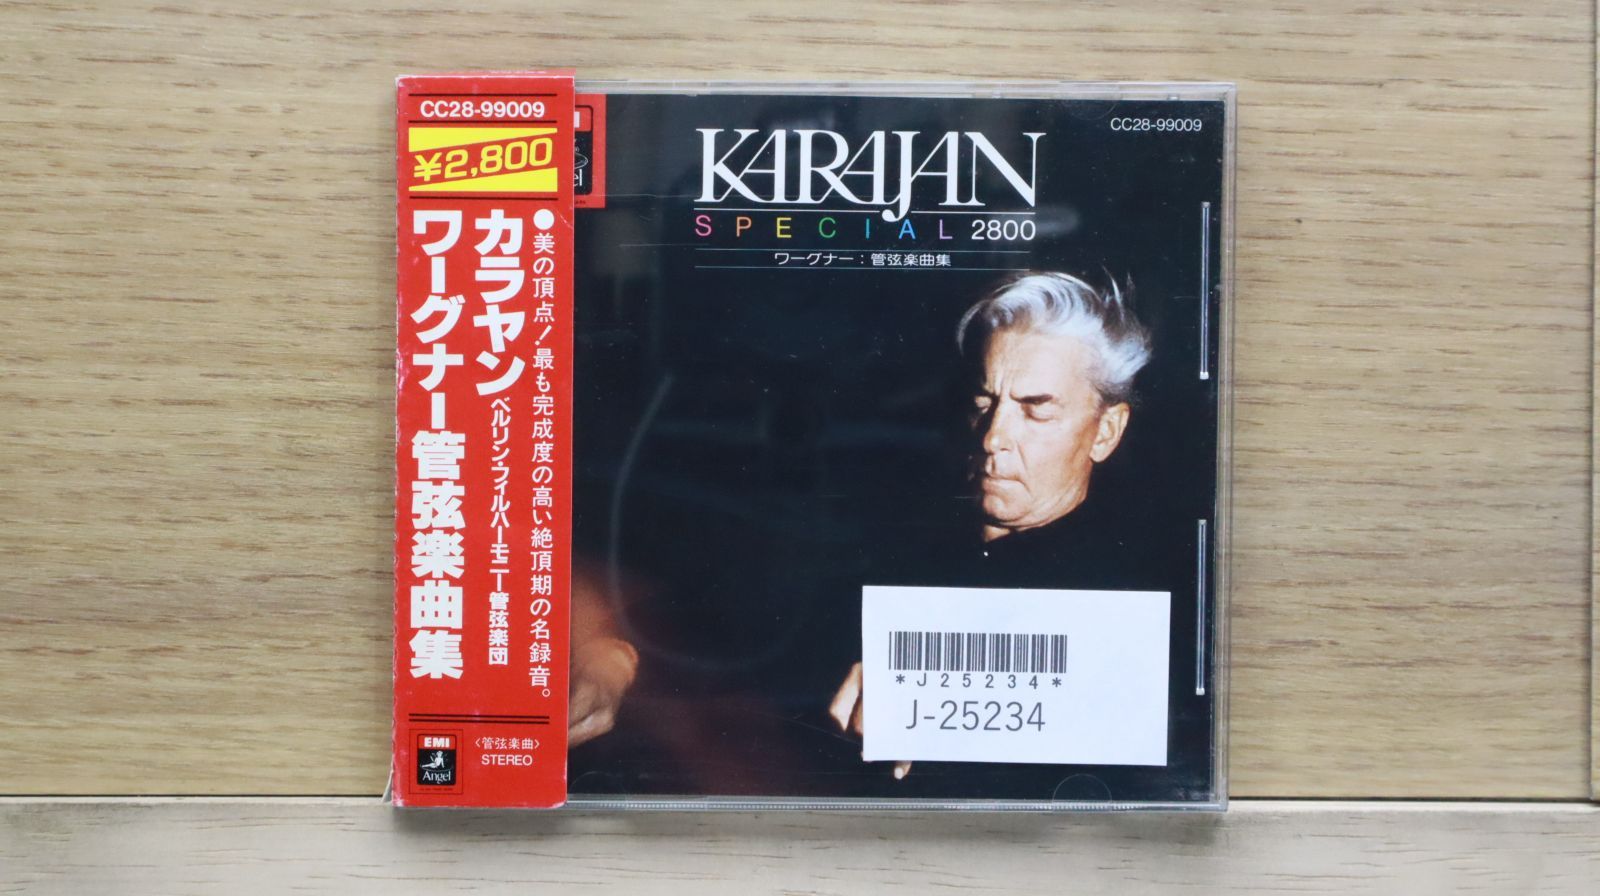 CC28-99009
¥2,800
●美の頂点!最も完成度の高い絶頂期の名録音。
カラヤン
ベルリン・フィルハーモニー管弦楽団
ワーグナー管弦楽曲集
EMI
Angel
〈管弦楽曲〉
STEREO
CC28-99009
KARAJAN
SPECIAL 2800
ワーグナー:管弦楽曲集
*J25234*
J-25234